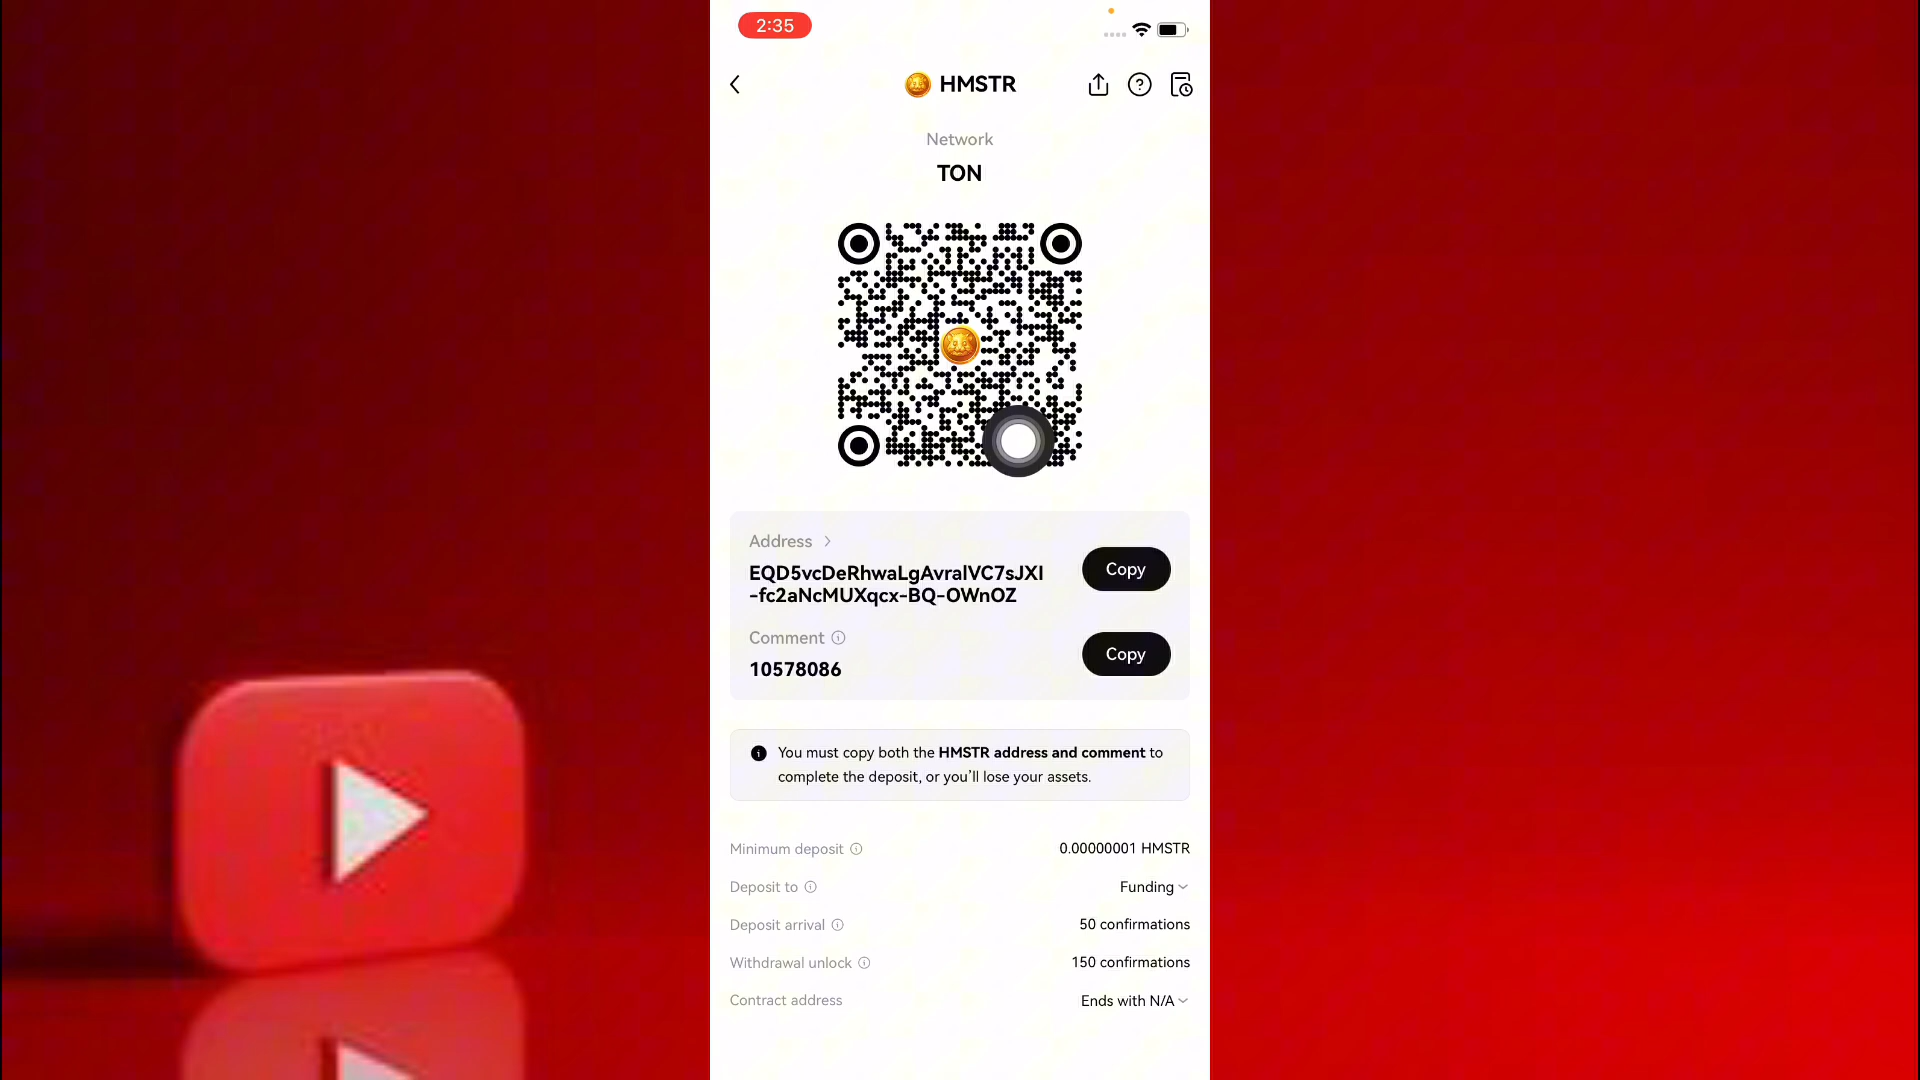 2:35
HMSTR
Network
TON
Address
EQD5vcDeRhwaLgAvralVC7sJXI
-fc2aNcMUXqcx-BQ-OWnOZ
Copy
Comment
10578086
Copy
You must copy both the HMSTR address and comment to
complete the deposit, or you'll lose your assets.
Minimum deposit 0.00000001 HMSTR
Deposit to Funding
Deposit arrival 50 confirmations
Withdrawal unlock 150 confirmations
Contract address Ends with N/A